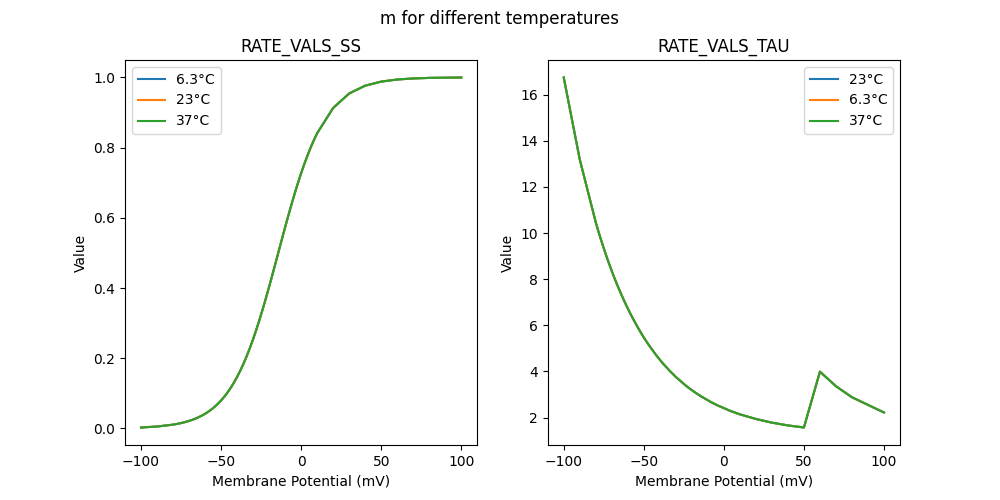 m for different temperatures
RATE_VALS_SS
1.0
0.8
0.6
0.4
0.2
0.0
Value
6.3°C
23°C
37°C
−100
−50
0
50
100
Membrane Potential (mV)
RATE_VALS_TAU
16
14
12
10
8
6
4
2
Value
23°C
6.3°C
37°C
−100
−50
0
50
100
Membrane Potential (mV)